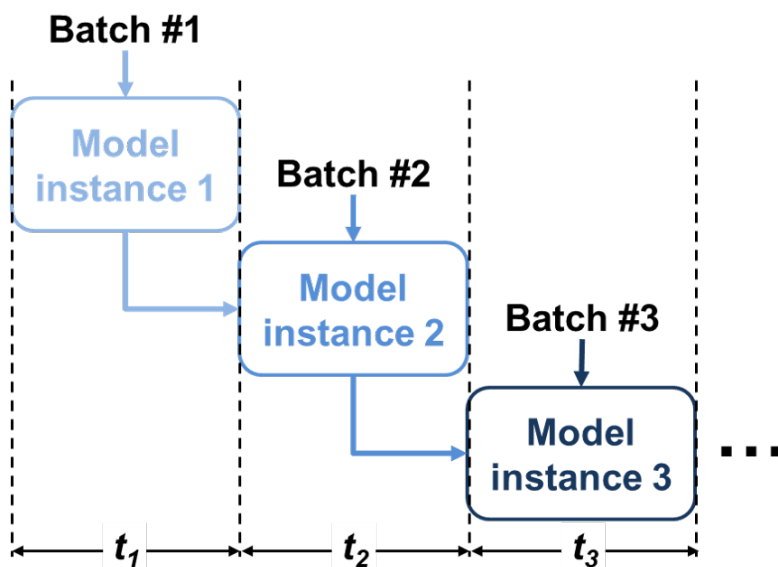 Batch #1
Model
instance 1
Batch #2
Model
instance 2
Batch #3
Model
instance 3
...
t1
t2
t3